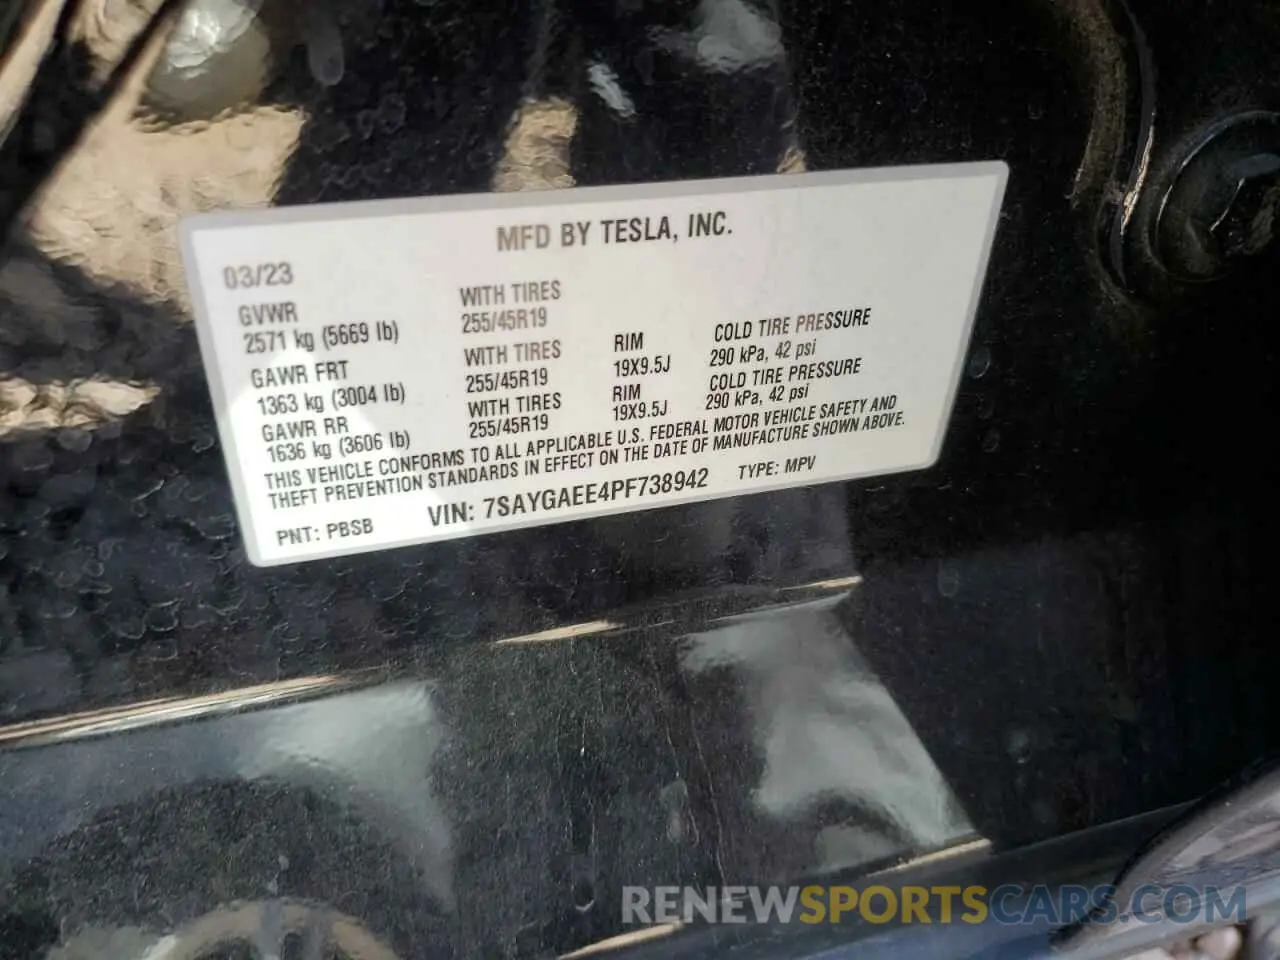 MFD BY TESLA, INC.
03/23
GVWR
2571 kg (5669 lb)
WITH TIRES
255/45R19
GAWR FRT
1363 kg (3004 lb)
WITH TIRES
255/45R19
RIM
19X9.5J
COLD TIRE PRESSURE
290 kPa, 42 psi
GAWR RR
1636 kg (3606 lb)
WITH TIRES
255/45R19
RIM
19X9.5J
COLD TIRE PRESSURE
290 kPa, 42 psi
THIS VEHICLE CONFORMS TO ALL APPLICABLE U.S. FEDERAL MOTOR VEHICLE SAFETY AND
THEFT PREVENTION STANDARDS IN EFFECT ON THE DATE OF MANUFACTURE SHOWN ABOVE.
PNT: PBSB VIN: 7SAYGAEE4PF738942 TYPE: MPV
RENEWSPORTSCARS.COM